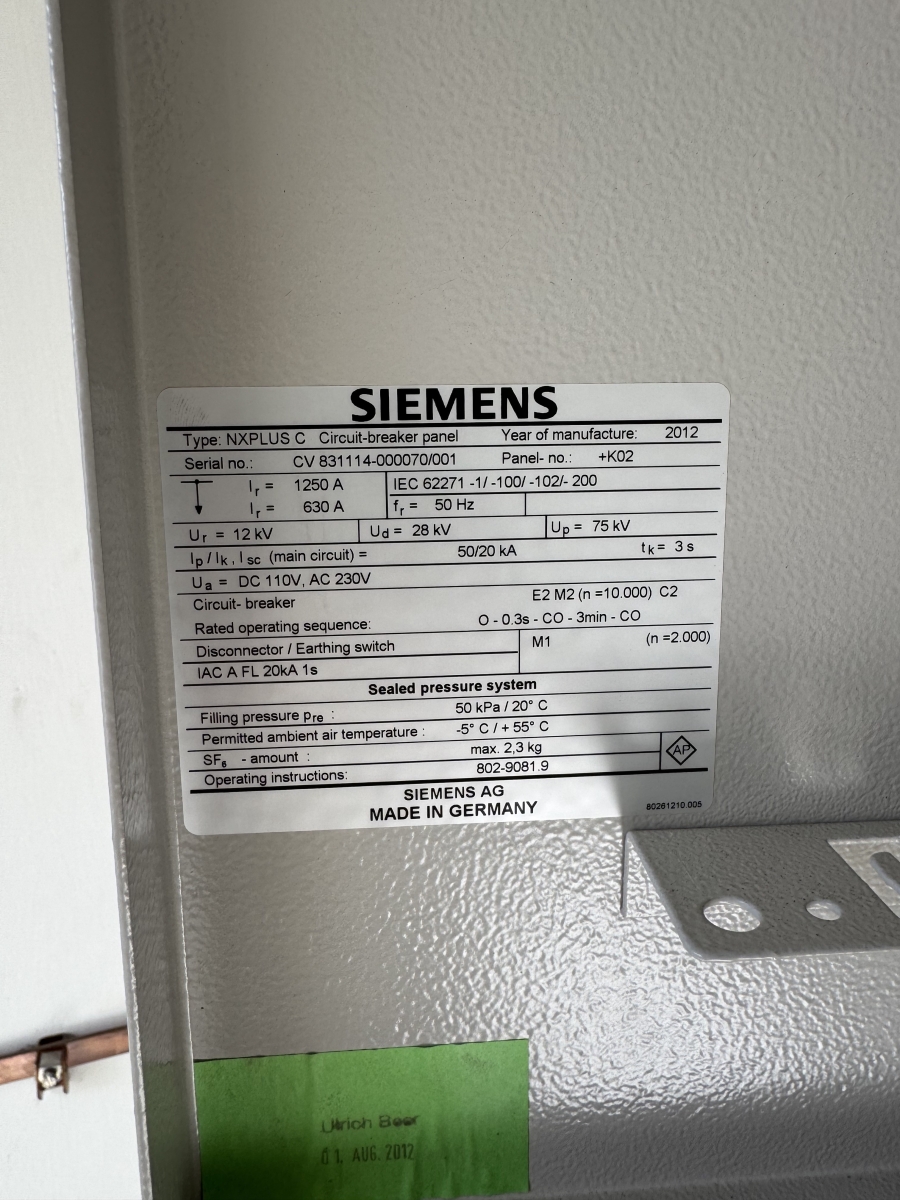 SIEMENS
Type: NXPLUS C Circuit-breaker panel Year of manufacture: 2012
Serial no.: CV 831114-000070/001 Panel- no.: +K02
Ir = 1250 A IEC 62271 -1/ -100/ -102/- 200
Ir = 630 A fr = 50 Hz
Ur = 12 kV Ud = 28 kV Up = 75 kV
Ip / Ik , Isc (main circuit) = 50/20 kA tk = 3 s
Ua = DC 110V, AC 230V
Circuit- breaker E2 M2 (n =10.000) C2
Rated operating sequence: O - 0.3s - CO - 3min - CO
Disconnector / Earthing switch M1 (n =2.000)
IAC A FL 20kA 1s
Sealed pressure system
Filling pressure pre : 50 kPa / 20° C
Permitted ambient air temperature : -5° C / + 55° C
SF6 - amount : max. 2,3 kg
AP
Operating instructions: 802-9081.9
SIEMENS AG
MADE IN GERMANY 80261210.005
Ulrich Beer
01. AUG. 2012